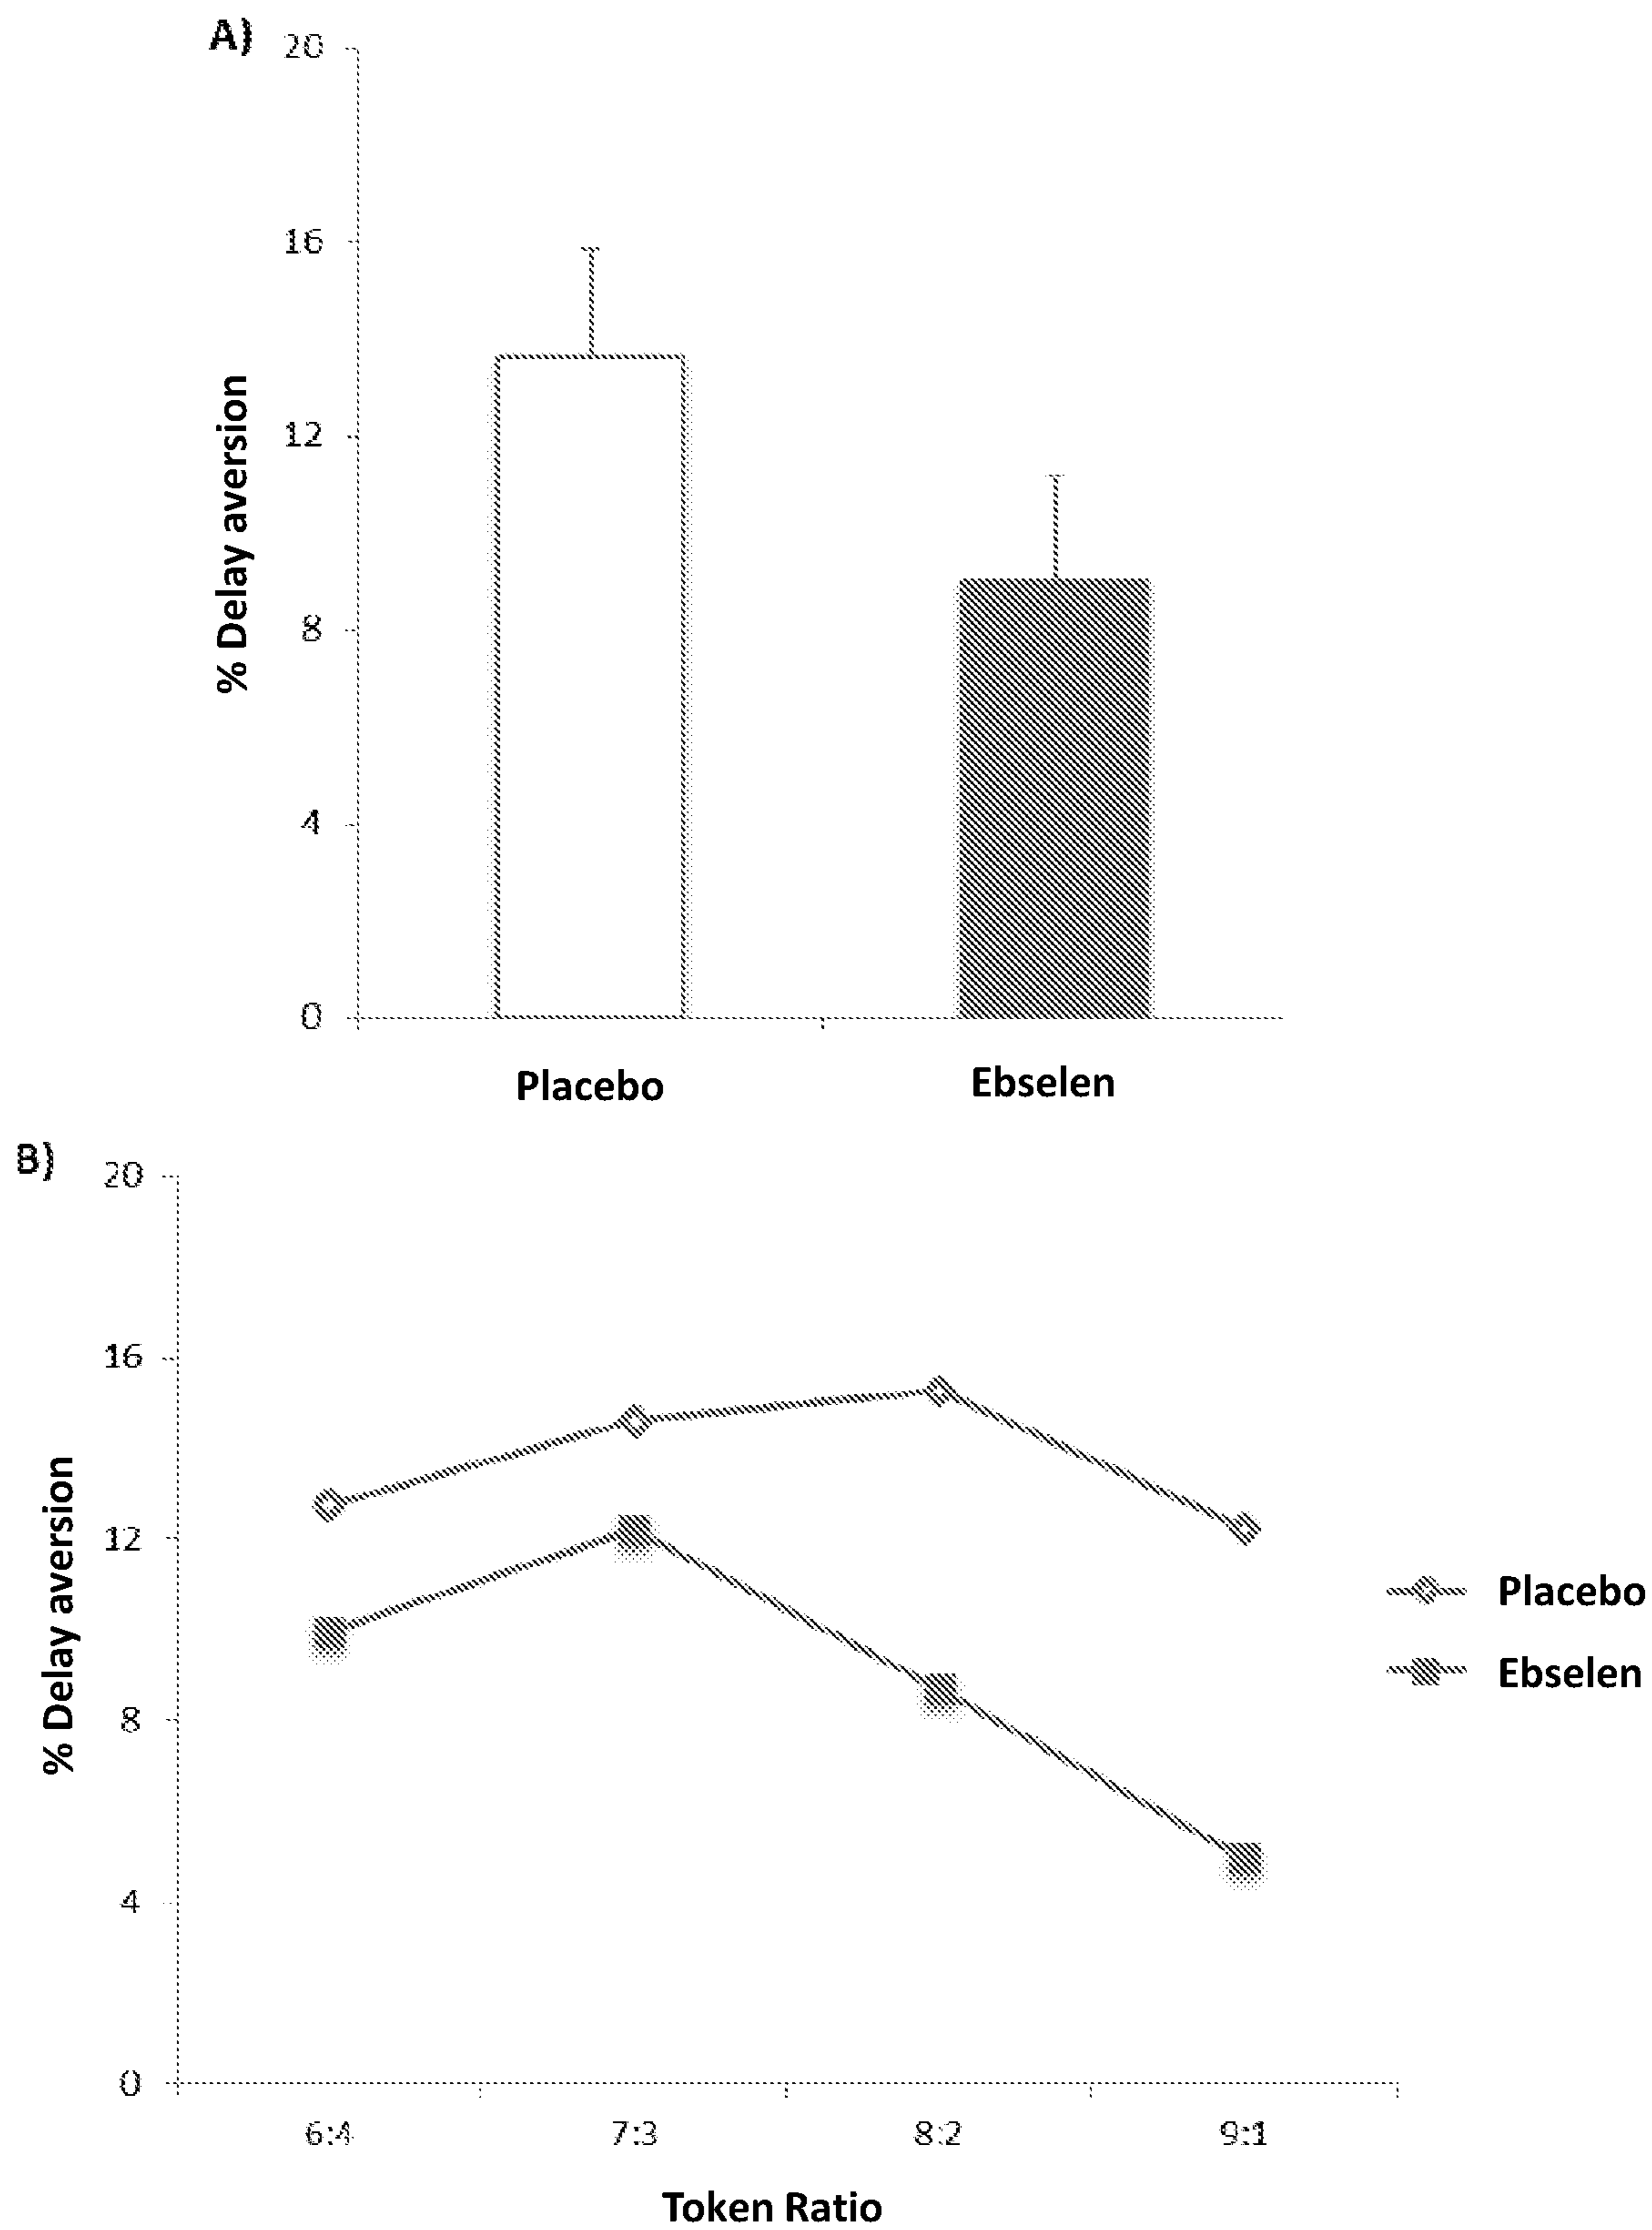 A)
20
16
12
8
4
0
% Delay aversion
Placebo
Ebselen
B)
20
16
12
8
4
0
% Delay aversion
6:4
7:3
8:2
9:1
Token Ratio
Placebo
Ebselen